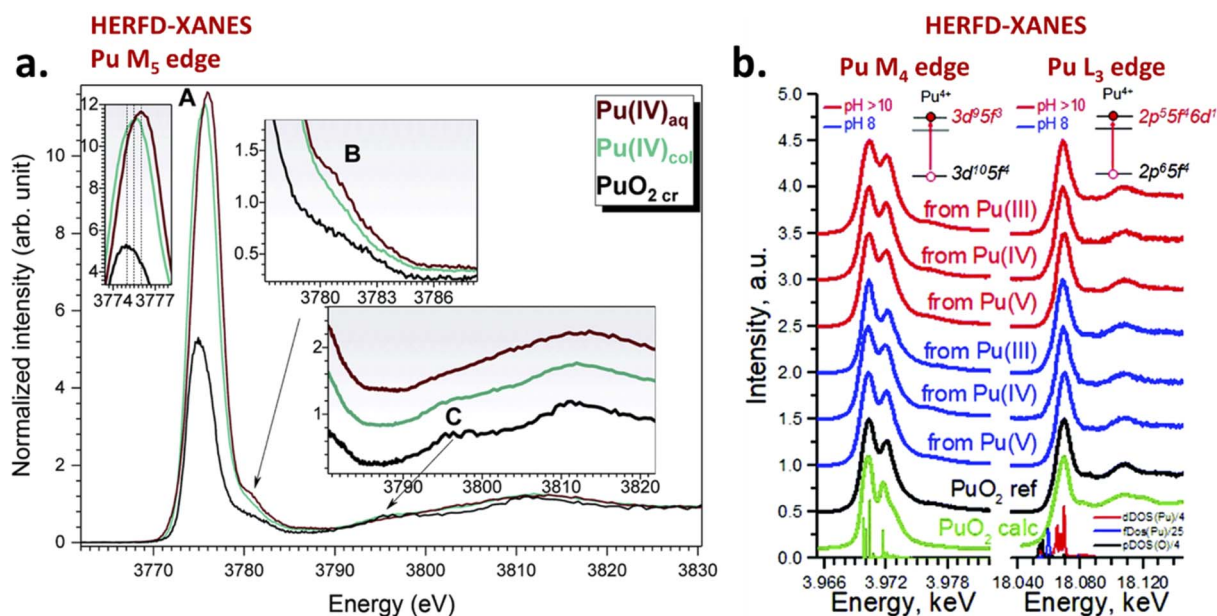 HERFD-XANES
Pu M5 edge
a.
A
12
10
8
6
4
3774 3777
B
1.5
1.0
0.5
3780 3783 3786
Pu(IV)aq
Pu(IV)col
PuO2 cr
2
1
C
3790 3800 3810 3820
Normalized intensity (arb. unit)
10
8
6
4
2
0
3770 3780 3790 3800 3810 3820 3830
Energy (eV)
HERFD-XANES
b.
Pu M4 edge
Pu L3 edge
Intensity, a.u.
5.0
4.5
4.0
3.5
3.0
2.5
2.0
1.5
1.0
0.5
0.0
pH >10
pH 8
Pu4+
3d95f3
3d105f4
pH >10
pH 8
Pu4+
2p55f46d1
2p65f4
from Pu(III)
from Pu(IV)
from Pu(V)
from Pu(III)
from Pu(IV)
from Pu(V)
PuO2 ref
PuO2 calc
dDOS(Pu)/4
fDos(Pu)/25
pDOS(O)/4
3.966 3.972 3.978
18.040 18.080 18.120
Energy, keV
Energy, keV